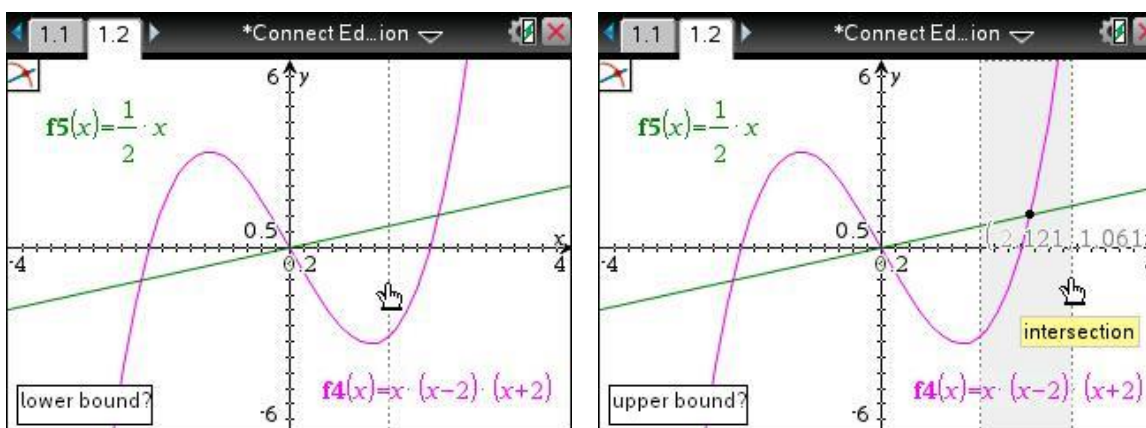 1.1 1.2 *Connect Ed...ion
6 y
f5(x)=1/2 · x
0.5
x
-4 0.2 4
lower bound?
f4(x)=x· (x−2)· (x+2)
-6
1.1 1.2 *Connect Ed...ion
6 y
f5(x)=1/2 · x
0.5
(2.121, 1.061
-4 0.2
intersection
upper bound?
f4(x)=x· (x−2)· (x+2)
-6